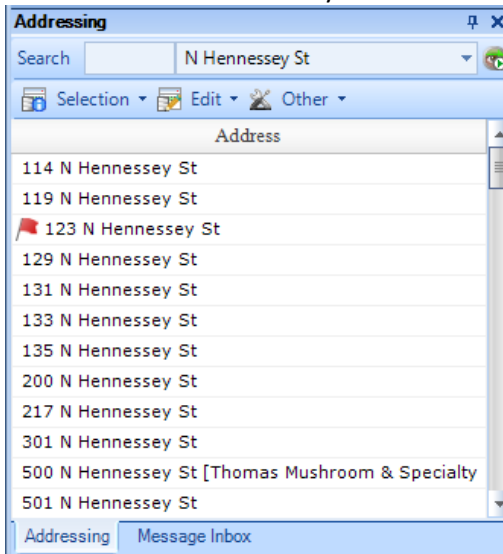 Addressing
Search N Hennessey St
Selection Edit Other
Address
114 N Hennessey St
119 N Hennessey St
123 N Hennessey St
129 N Hennessey St
131 N Hennessey St
133 N Hennessey St
135 N Hennessey St
200 N Hennessey St
217 N Hennessey St
301 N Hennessey St
500 N Hennessey St [Thomas Mushroom & Specialty
501 N Hennessey St
Addressing Message Inbox